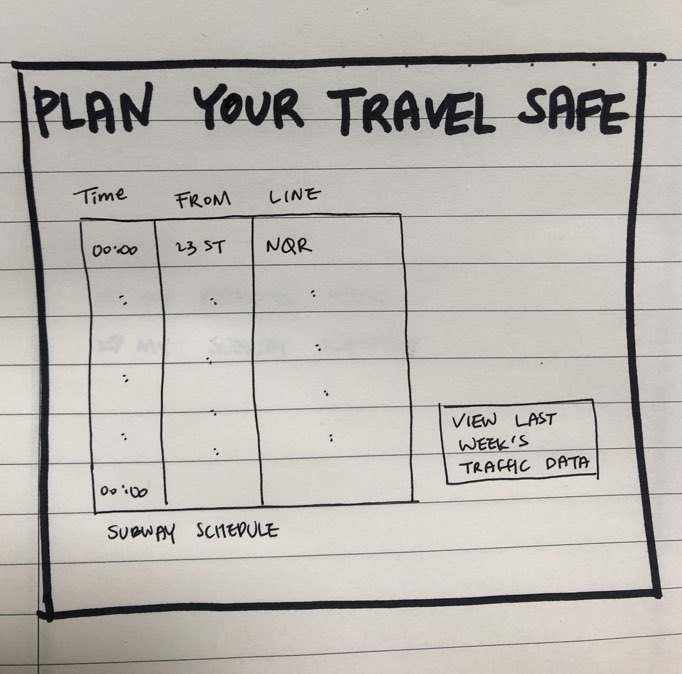 PLAN YOUR TRAVEL SAFE
Time FROM LINE
00:00 23 ST NQR
00:00
VIEW LAST
WEEK'S
TRAFFIC DATA
SUBWAY SCHEDULE